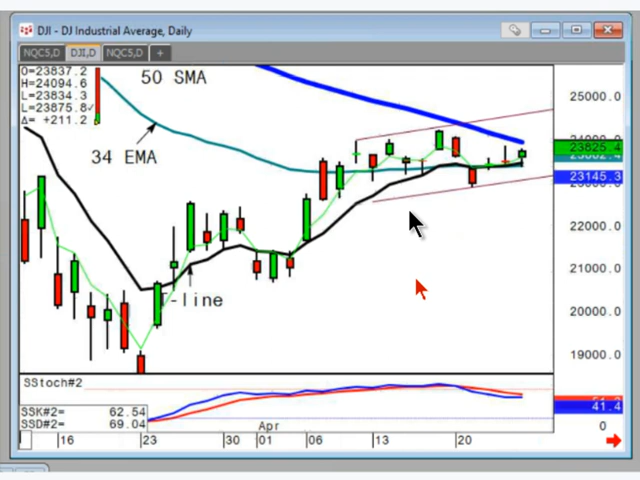 DJI - DJ Industrial Average, Daily
NQC5,D DJI,D NQC5,D +
O=23837.2
H=24094.6
L=23834.3
L=23875.8
Δ= +211.2
50 SMA
34 EMA
T-line
25000.0
23825.4
23145.3
22000.0
21000.0
20000.0
19000.0
SStoch#2
SSK#2= 62.54
SSD#2= 69.04
41.4
0
Apr
16 23 30 01 06 13 20